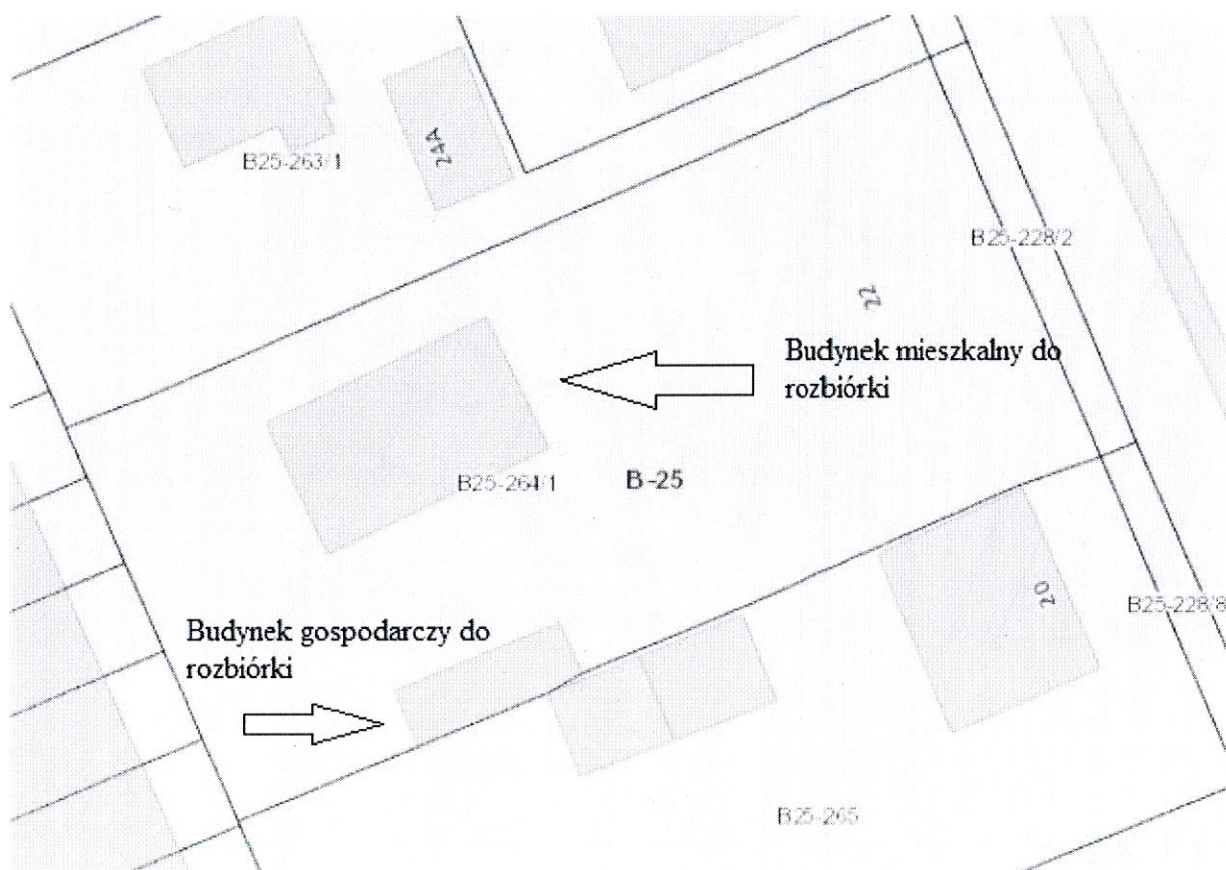 24A
B25-263/1
B25-228/2
22
Budynek mieszkalny do
rozbiórki
B25-264/1
B-25
20
B25-228/8
Budynek gospodarczy do
rozbiórki
B25-265